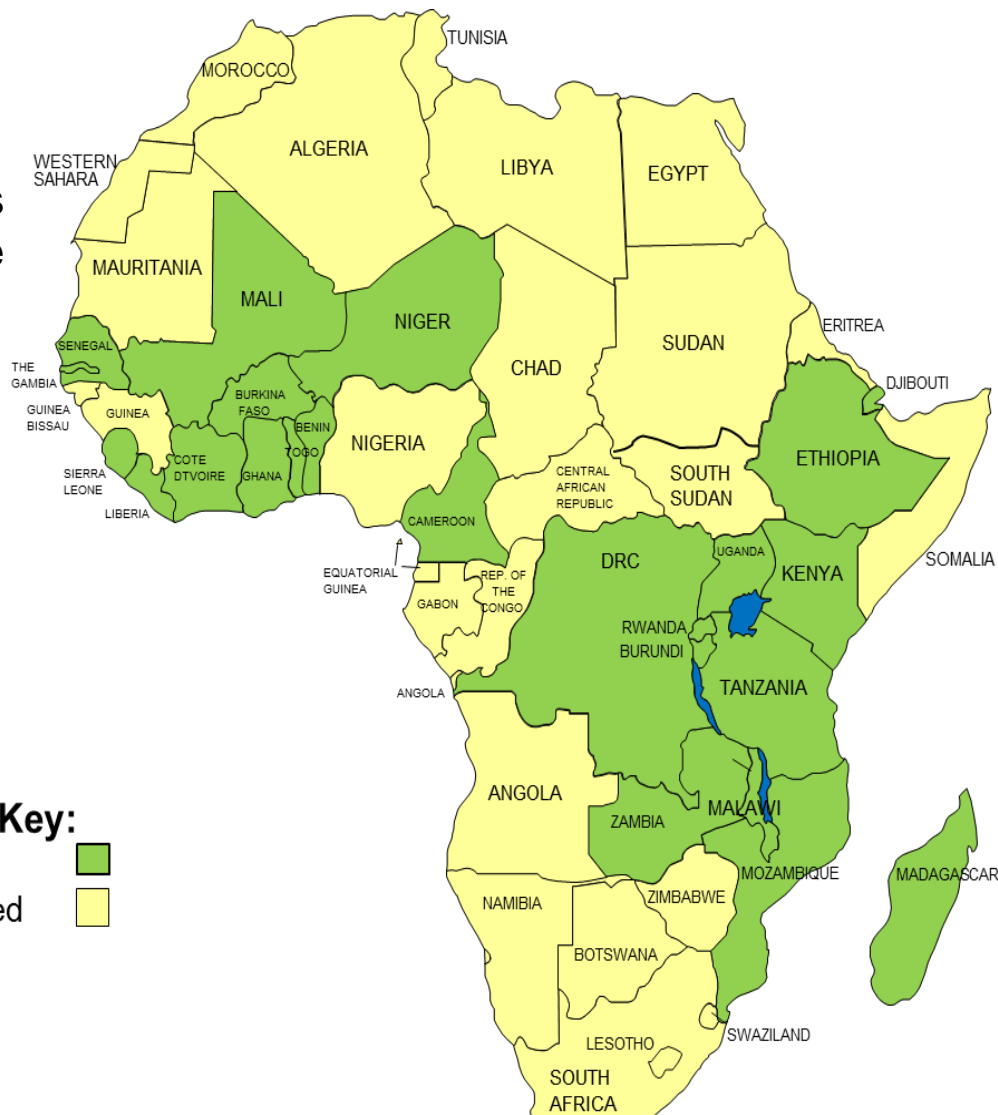 TUNISIA
MOROCCO
ALGERIA
LIBYA
EGYPT
WESTERN
SAHARA
s
e
MAURITANIA
MALI
NIGER
CHAD
SUDAN
ERITREA
DJIBOUTI
SENEGAL
THE
GAMBIA
GUINEA
BISSAU
GUINEA
BURKINA
FASO
BENIN
TOGO
NIGERIA
ETHIOPIA
SIERRA
LEONE
COTE
DTVOIRE
GHANA
LIBERIA
CENTRAL
AFRICAN
REPUBLIC
SOUTH
SUDAN
CAMEROON
SOMALIA
EQUATORIAL
GUINEA
GABON
REP. OF
THE
CONGO
DRC
UGANDA
KENYA
RWANDA
BURUNDI
TANZANIA
ANGOLA
ANGOLA
ZAMBIA
MALAWI
MOZAMBIQUE
MADAGASCAR
Key:
ed
NAMIBIA
ZIMBABWE
BOTSWANA
SWAZILAND
LESOTHO
SOUTH
AFRICA